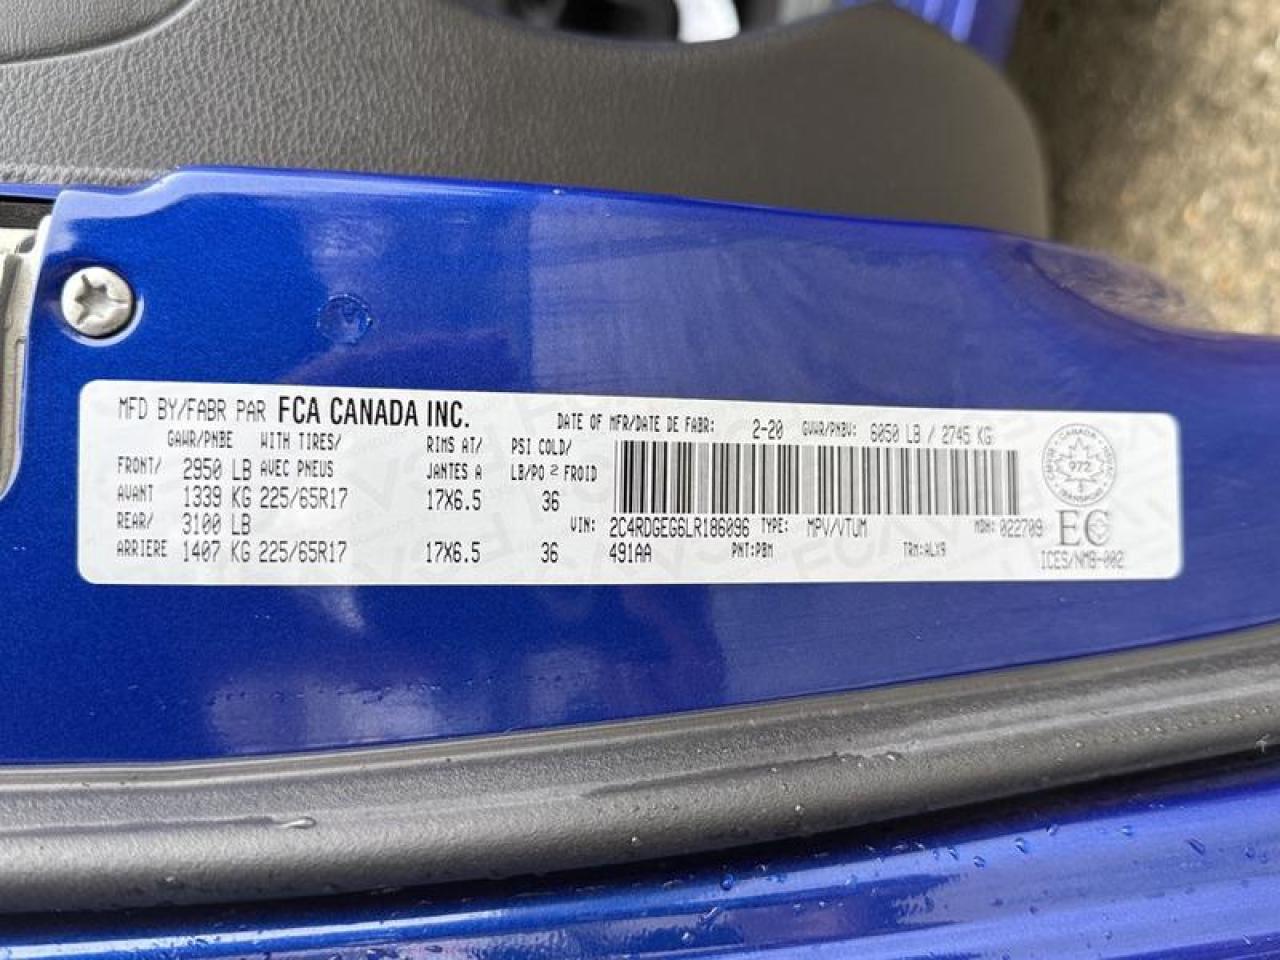 MFD BY/FABR PAR FCA CANADA INC. DATE OF MFR/DATE DE FABR: 2-20 GVWR/PNBV: 6050 LB / 2745 KG
GAWR/PNBE WITH TIRES/ RIMS AT/ PSI COLD/
FRONT/ 2950 LB AVEC PNEUS JANTES A LB/PO 2 FROID
AVANT 1339 KG 225/65R17 17X6.5 36
REAR/ 3100 LB VIN: 2C4RDGEG6LR186096 TYPE: MPV/VTUM MDH: 022709
ARRIERE 1407 KG 225/65R17 17X6.5 36 491AA PNT:PBM TRM:ALX9
CANADA
972
TRANSPORT
EC
ICES/NMB-002